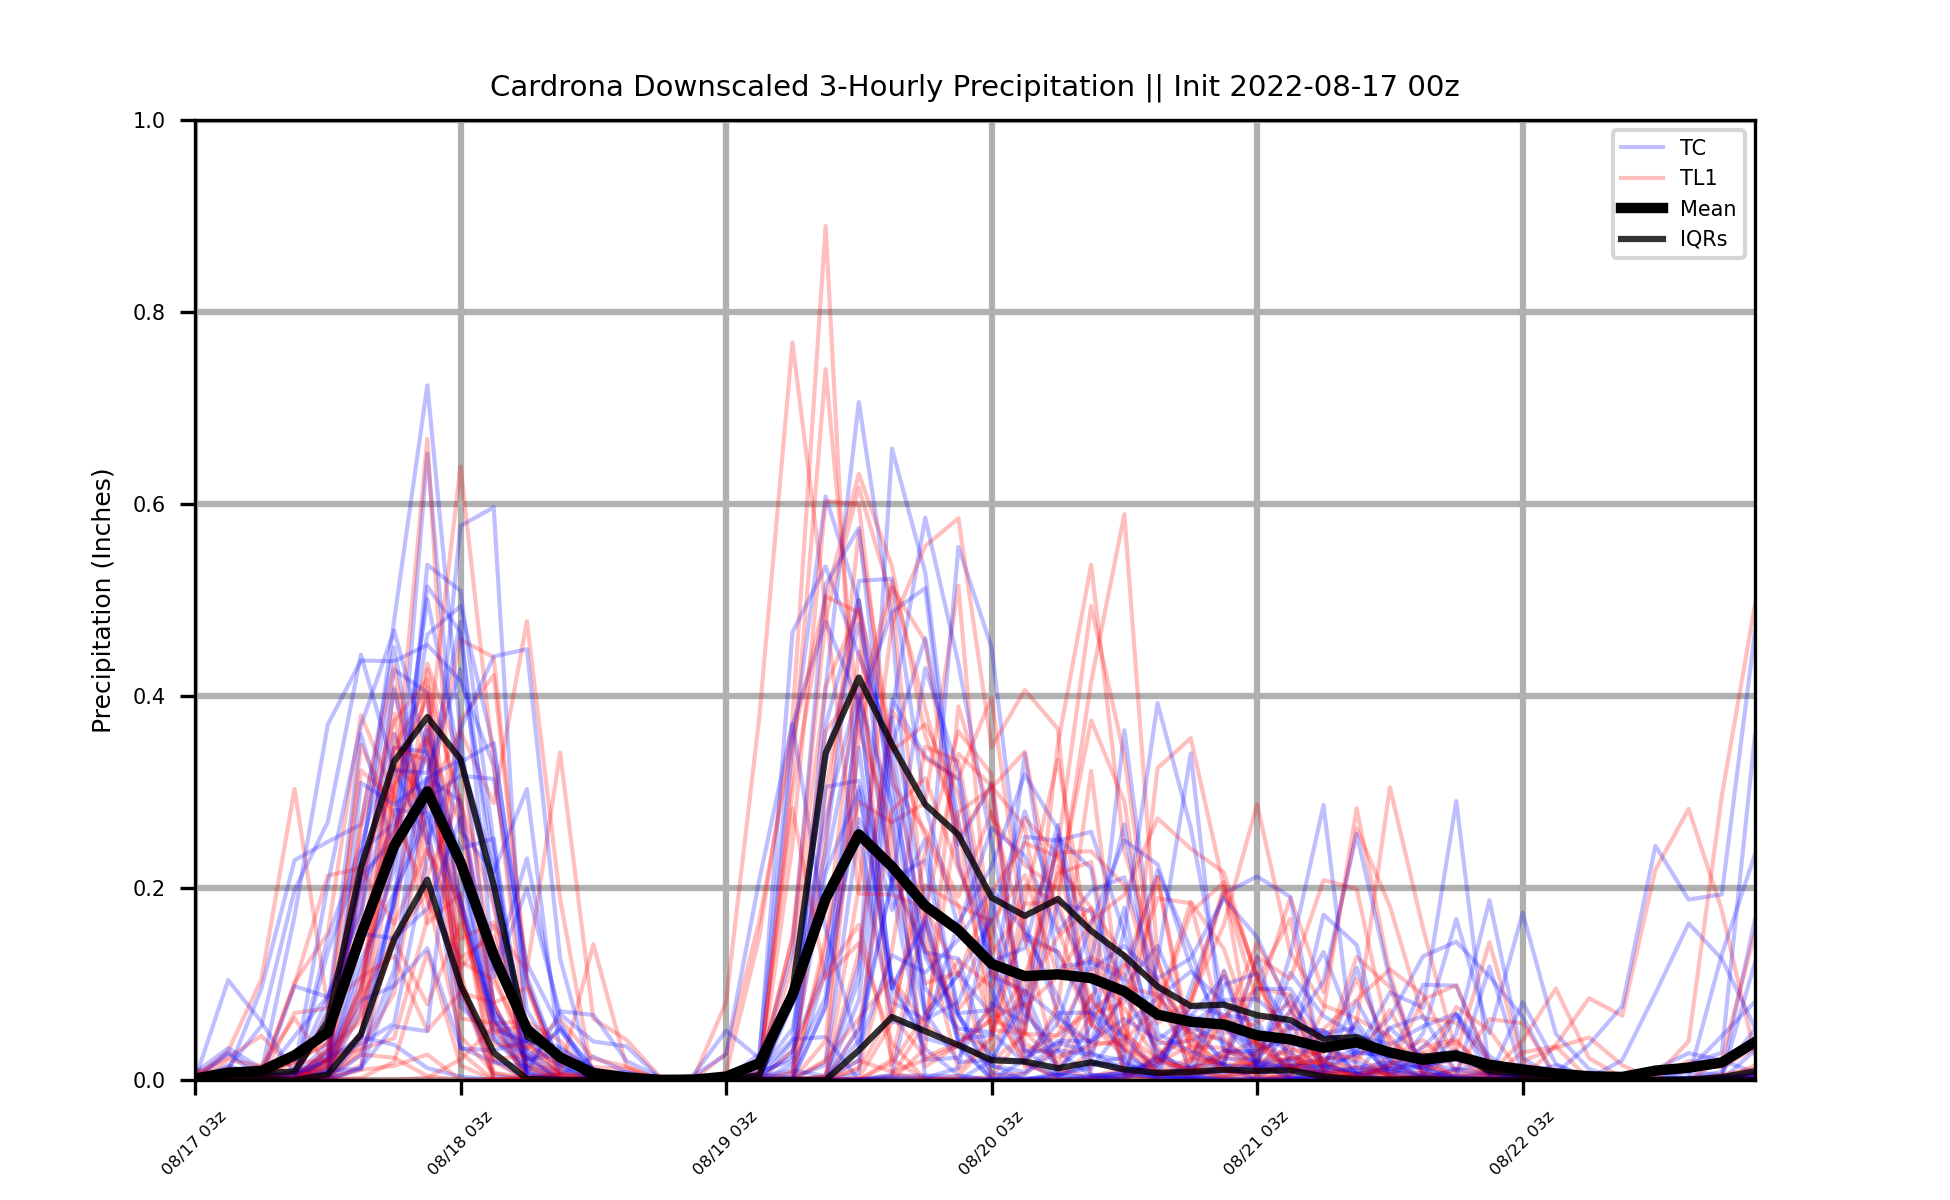 Cardrona Downscaled 3-Hourly Precipitation || Init 2022-08-17 00z
1.0
0.8
0.6
0.4
0.2
0.0
Precipitation (Inches)
TC
TL1
Mean
IQRs
08/17 03z
08/18 03z
08/19 03z
08/20 03z
08/21 03z
08/22 03z